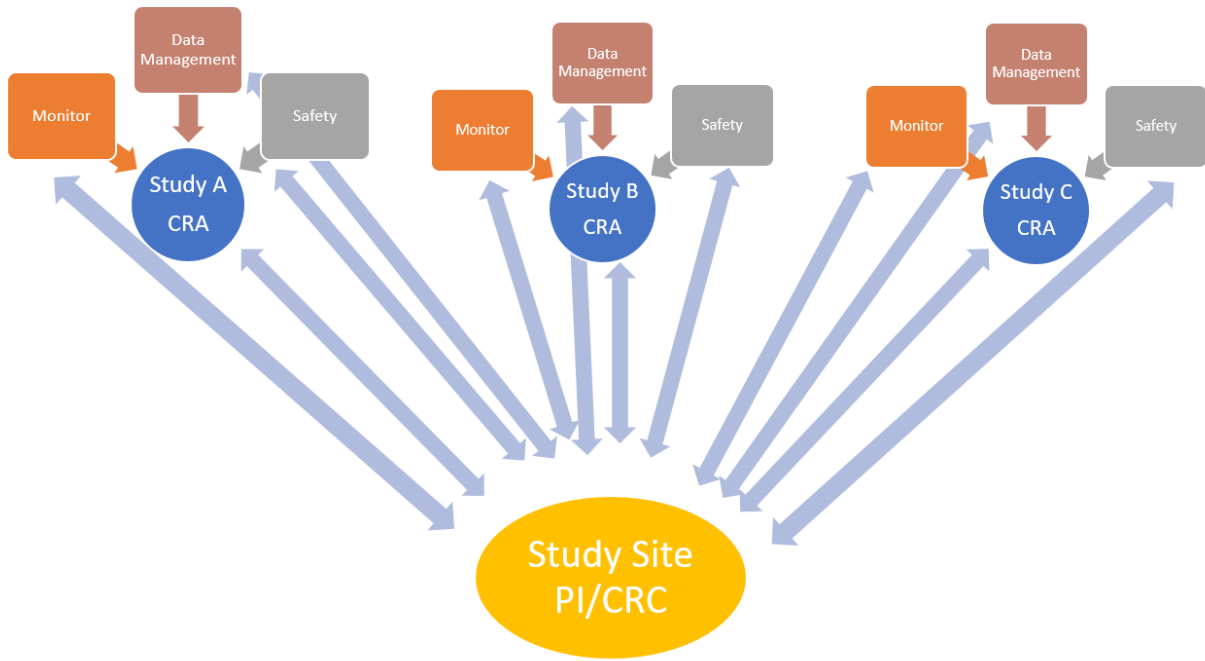 Data
Management
Monitor
Safety
Study A
CRA
Data
Management
Monitor
Safety
Study B
CRA
Data
Management
Monitor
Safety
Study C
CRA
Study Site
PI/CRC